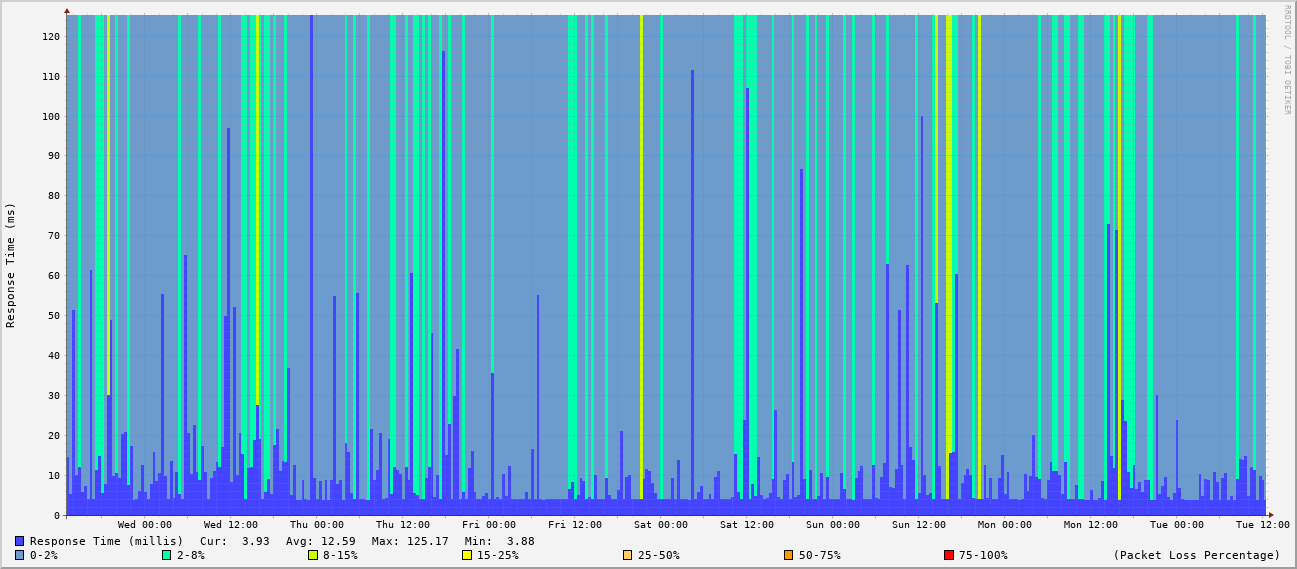 RRDTOOL / TOBI OETIKER
Response Time (ms)
120
110
100
90
80
70
60
50
40
30
20
10
0
Wed 00:00 Wed 12:00 Thu 00:00 Thu 12:00 Fri 00:00 Fri 12:00 Sat 00:00 Sat 12:00 Sun 00:00 Sun 12:00 Mon 00:00 Mon 12:00 Tue 00:00 Tue 12:00
Response Time (millis) Cur: 3.93 Avg: 12.59 Max: 125.17 Min: 3.88
0-2% 2-8% 8-15% 15-25% 25-50% 50-75% 75-100% (Packet Loss Percentage)